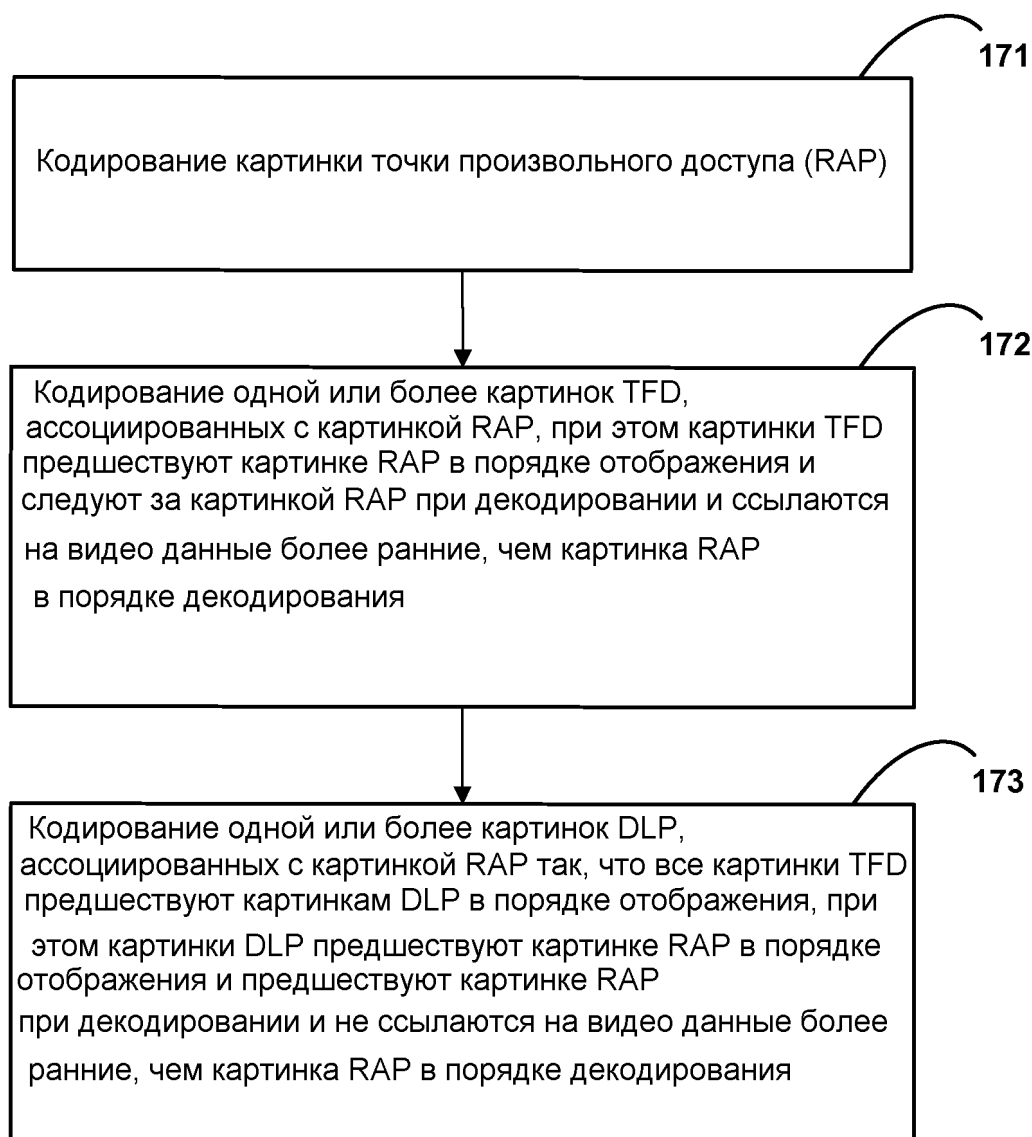 171
Кодирование картинки точки произвольного доступа (RAP)
172
Кодирование одной или более картинок TFD,
ассоциированных с картинкой RAP, при этом картинки TFD
предшествуют картинке RAP в порядке отображения и
следуют за картинкой RAP при декодировании и ссылаются
на видео данные более ранние, чем картинка RAP
в порядке декодирования
173
Кодирование одной или более картинок DLP,
ассоциированных с картинкой RAP так, что все картинки TFD
предшествуют картинкам DLP в порядке отображения, при
этом картинки DLP предшествуют картинке RAP в порядке
отображения и предшествуют картинке RAP
при декодировании и не ссылаются на видео данные более
ранние, чем картинка RAP в порядке декодирования